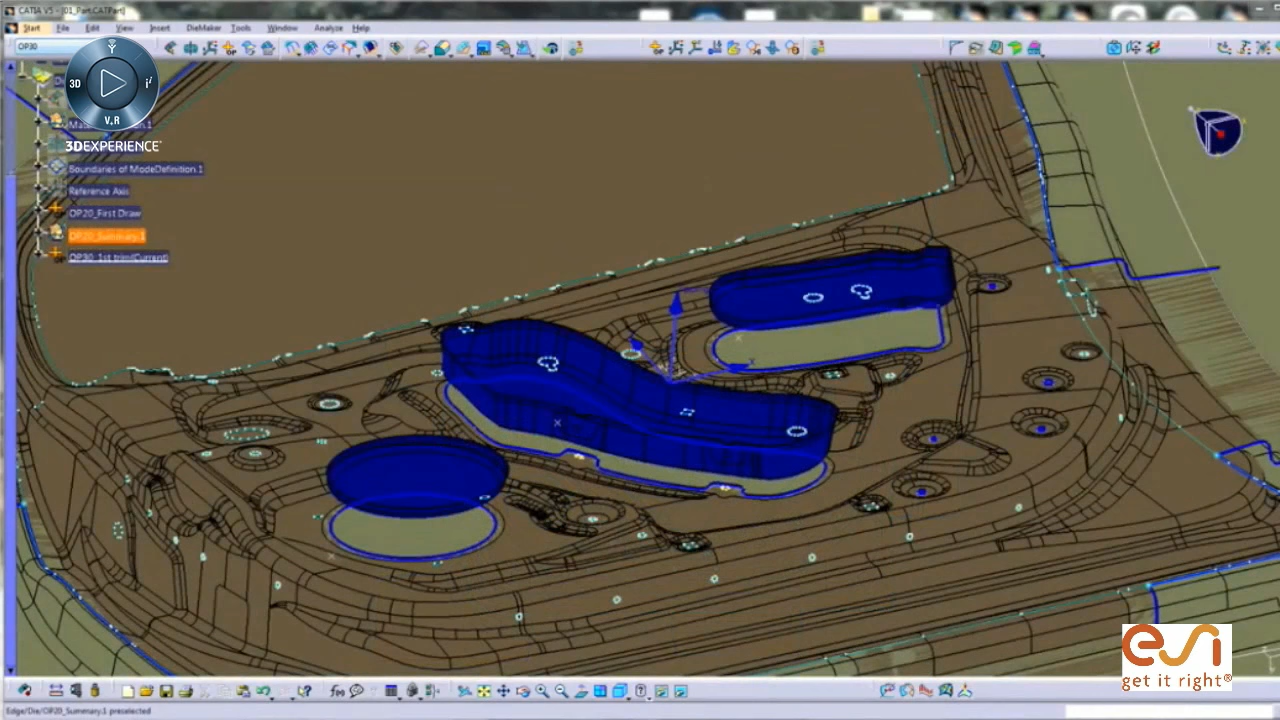 CATIA V5 - [01_Part.CATPart]
Start File Edit View Insert DieMaker Tools Window Analyze Help
OP30
3D
V,R
3DEXPERIENCE
Boundaries of ModeDefinition.1
Reference Axis
OP20_First Draw
OP20_Summary.1
OP30_1st trim(Current)
esi
get it right®
Edge/Die/OP20_Summary.1 preselected